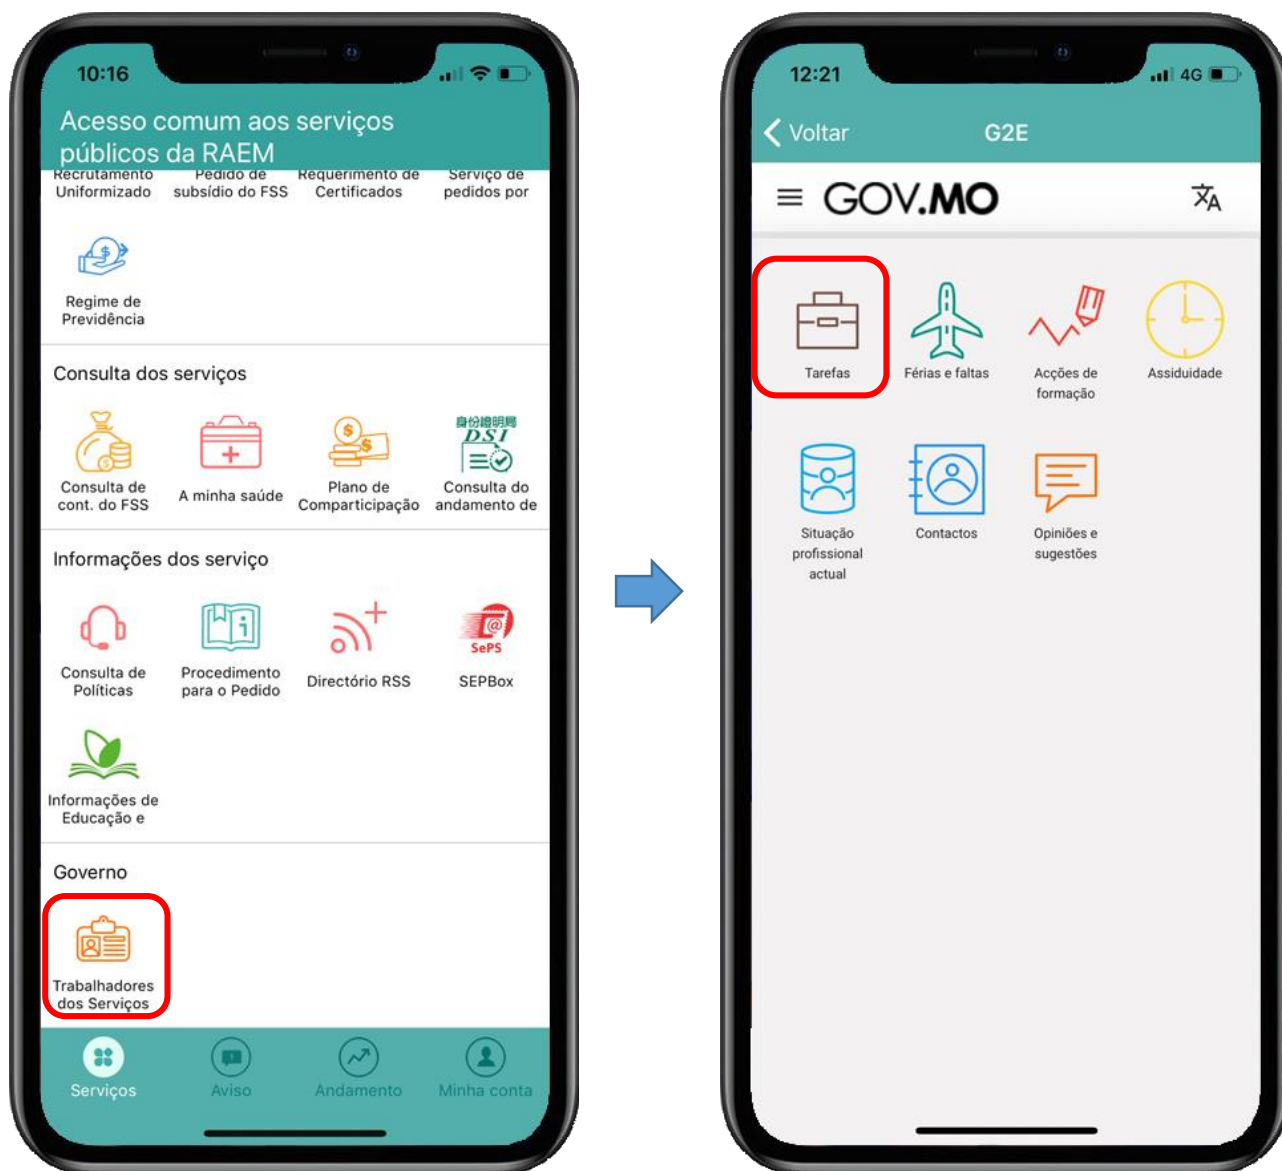 10:16
Acesso comum aos serviços
públicos da RAEM
Recrutamento
Uniformizado
Pedido de
subsídio do FSS
Requerimento de
Certificados
Serviço de
pedidos por
Regime de
Previdência
Consulta dos serviços
Consulta de
cont. do FSS
A minha saúde
Plano de
Comparticipação
身份證明局
DSI
Consulta do
andamento de
Informações dos serviço
Consulta de
Políticas
Procedimento
para o Pedido
Directório RSS
SePS
SEPBox
Informações de
Educação e
Governo
Trabalhadores
dos Serviços
Serviços
Aviso
Andamento
Minha conta
12:21
4G
Voltar
G2E
GOV.MO
Tarefas
Férias e faltas
Acções de
formação
Assiduidade
Situação
profissional
actual
Contactos
Opiniões e
sugestões